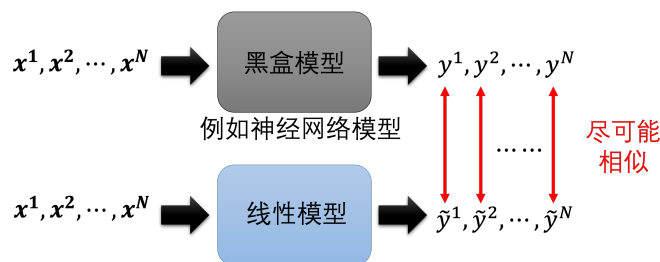 x¹, x², ⋯, xᴺ
黑盒模型
y¹, y², ⋯, yᴺ
例如神经网络模型
……
尽可能
相似
x¹, x², ⋯, xᴺ
线性模型
ỹ¹, ỹ², ⋯, ỹᴺ